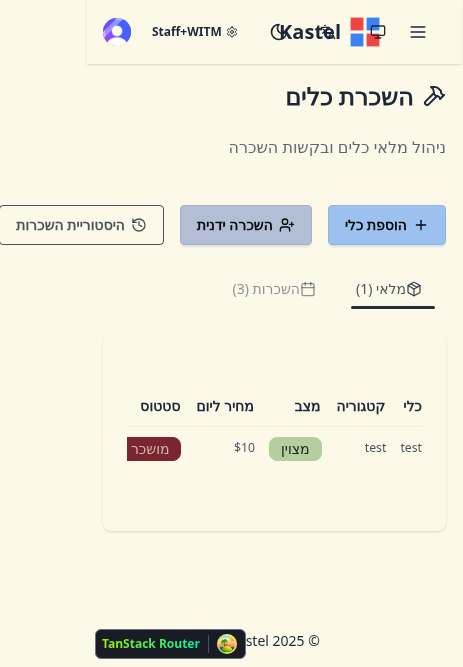 Kastel
Staff+WITM
השכרת כלים
ניהול מלאי כלים ובקשות השכרה
הוספת כלי
השכרה ידנית
היסטוריית השכרות
מלאי (1)
השכרות (3)
כלי קטגוריה מצב מחיר ליום סטטוס
test test מצוין $10 מושכר
stel 2025 ©
TanStack Router